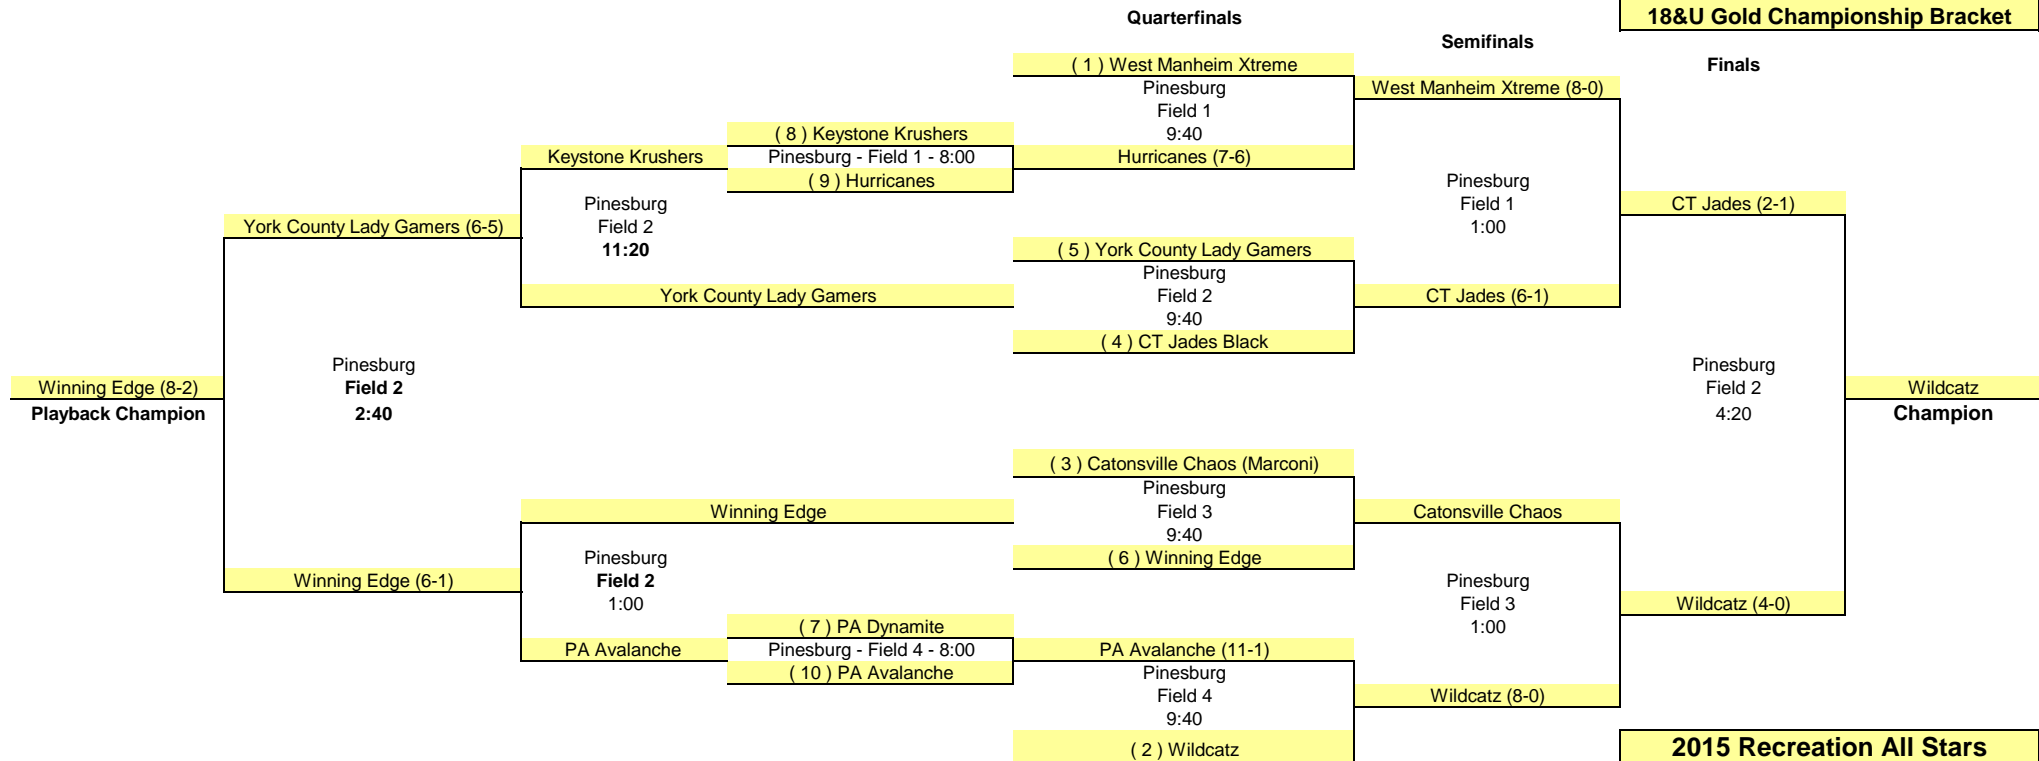 Quarterfinals
18&U Gold Championship Bracket
Semifinals
Finals
( 1 ) West Manheim Xtreme
Pinesburg
Field 1
9:40
West Manheim Xtreme (8-0)
( 8 ) Keystone Krushers
Keystone Krushers
Pinesburg - Field 1 - 8:00
Hurricanes (7-6)
( 9 ) Hurricanes
Pinesburg
Field 1
1:00
Pinesburg
Field 2
11:20
CT Jades (2-1)
York County Lady Gamers (6-5)
( 5 ) York County Lady Gamers
Pinesburg
Field 2
9:40
York County Lady Gamers
CT Jades (6-1)
( 4 ) CT Jades Black
Pinesburg
Field 2
2:40
Pinesburg
Field 2
4:20
Winning Edge (8-2)
Playback Champion
Wildcatz
Champion
( 3 ) Catonsville Chaos (Marconi)
Pinesburg
Field 3
9:40
Winning Edge
Catonsville Chaos
( 6 ) Winning Edge
Pinesburg
Field 2
1:00
Winning Edge (6-1)
Pinesburg
Field 3
1:00
Wildcatz (4-0)
( 7 ) PA Dynamite
PA Avalanche
Pinesburg - Field 4 - 8:00
PA Avalanche (11-1)
( 10 ) PA Avalanche
Pinesburg
Field 4
9:40
Wildcatz (8-0)
( 2 ) Wildcatz
2015 Recreation All Stars